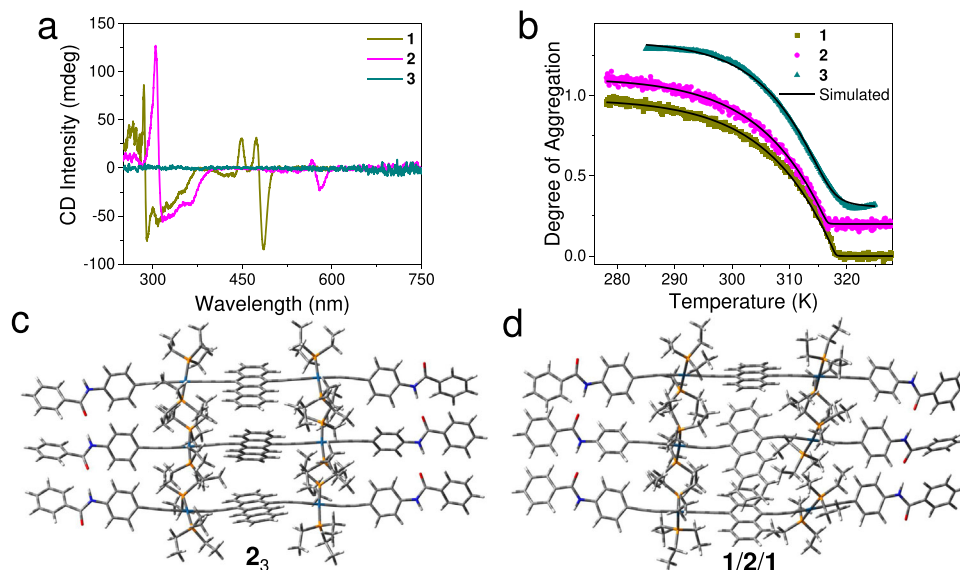 a
CD Intensity (mdeg)
150
100
50
0
-50
-100
300
450
600
750
Wavelength (nm)
1
2
3
b
Degree of Aggregation
1.0
0.5
0.0
280
290
300
310
320
Temperature (K)
1
2
3
Simulated
c
2₃
d
1/2/1